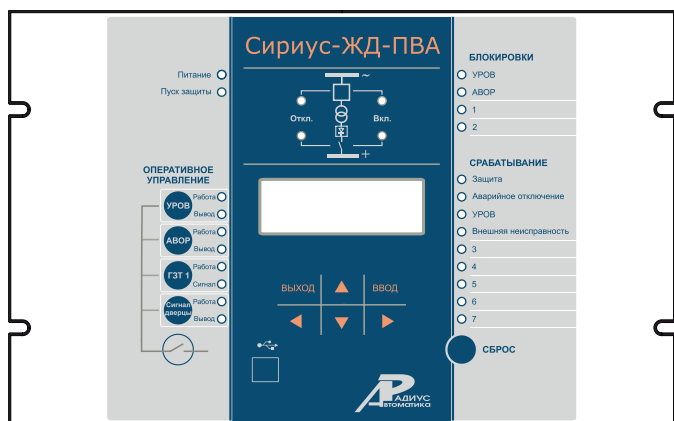 Сириус-ЖД-ПВА
Питание
Пуск защиты
~
Откл.
Вкл.
+
ОПЕРАТИВНОЕ
УПРАВЛЕНИЕ
УРОВ
Работа
Вывод
АВОР
Работа
Вывод
ГЗТ 1
Работа
Сигнал
Сигнал
дверцы
Работа
Вывод
ВЫХОД
ВВОД
БЛОКИРОВКИ
УРОВ
АВОР
1
2
СРАБАТЫВАНИЕ
Защита
Аварийное отключение
УРОВ
Внешняя неисправность
3
4
5
6
7
СБРОС
РАДИУС
Автоматика